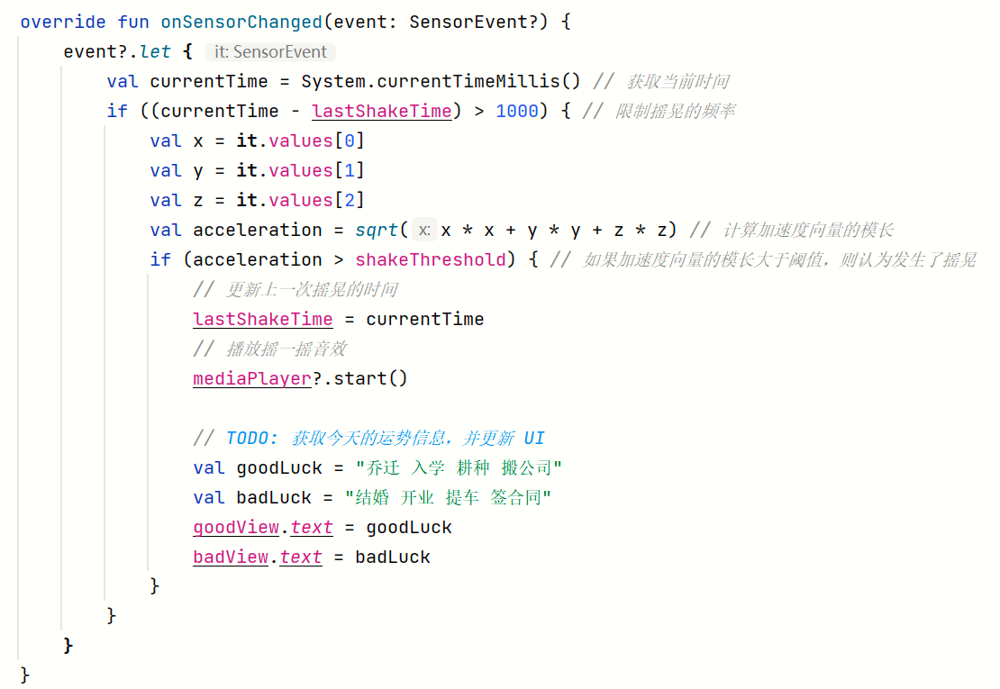 override fun onSensorChanged(event: SensorEvent?) {
event?.let { it: SensorEvent
val currentTime = System.currentTimeMillis() // 获取当前时间
if ((currentTime - lastShakeTime) > 1000) { // 限制摇晃的频率
val x = it.values[0]
val y = it.values[1]
val z = it.values[2]
val acceleration = sqrt( x: x * x + y * y + z * z) // 计算加速度向量的模长
if (acceleration > shakeThreshold) { // 如果加速度向量的模长大于阈值，则认为发生了摇晃
// 更新上一次摇晃的时间
lastShakeTime = currentTime
// 播放摇一摇音效
mediaPlayer?.start()
// TODO: 获取今天的运势信息，并更新 UI
val goodLuck = "乔迁 入学 耕种 搬公司"
val badLuck = "结婚 开业 提车 签合同"
goodView.text = goodLuck
badView.text = badLuck
}
}
}
}